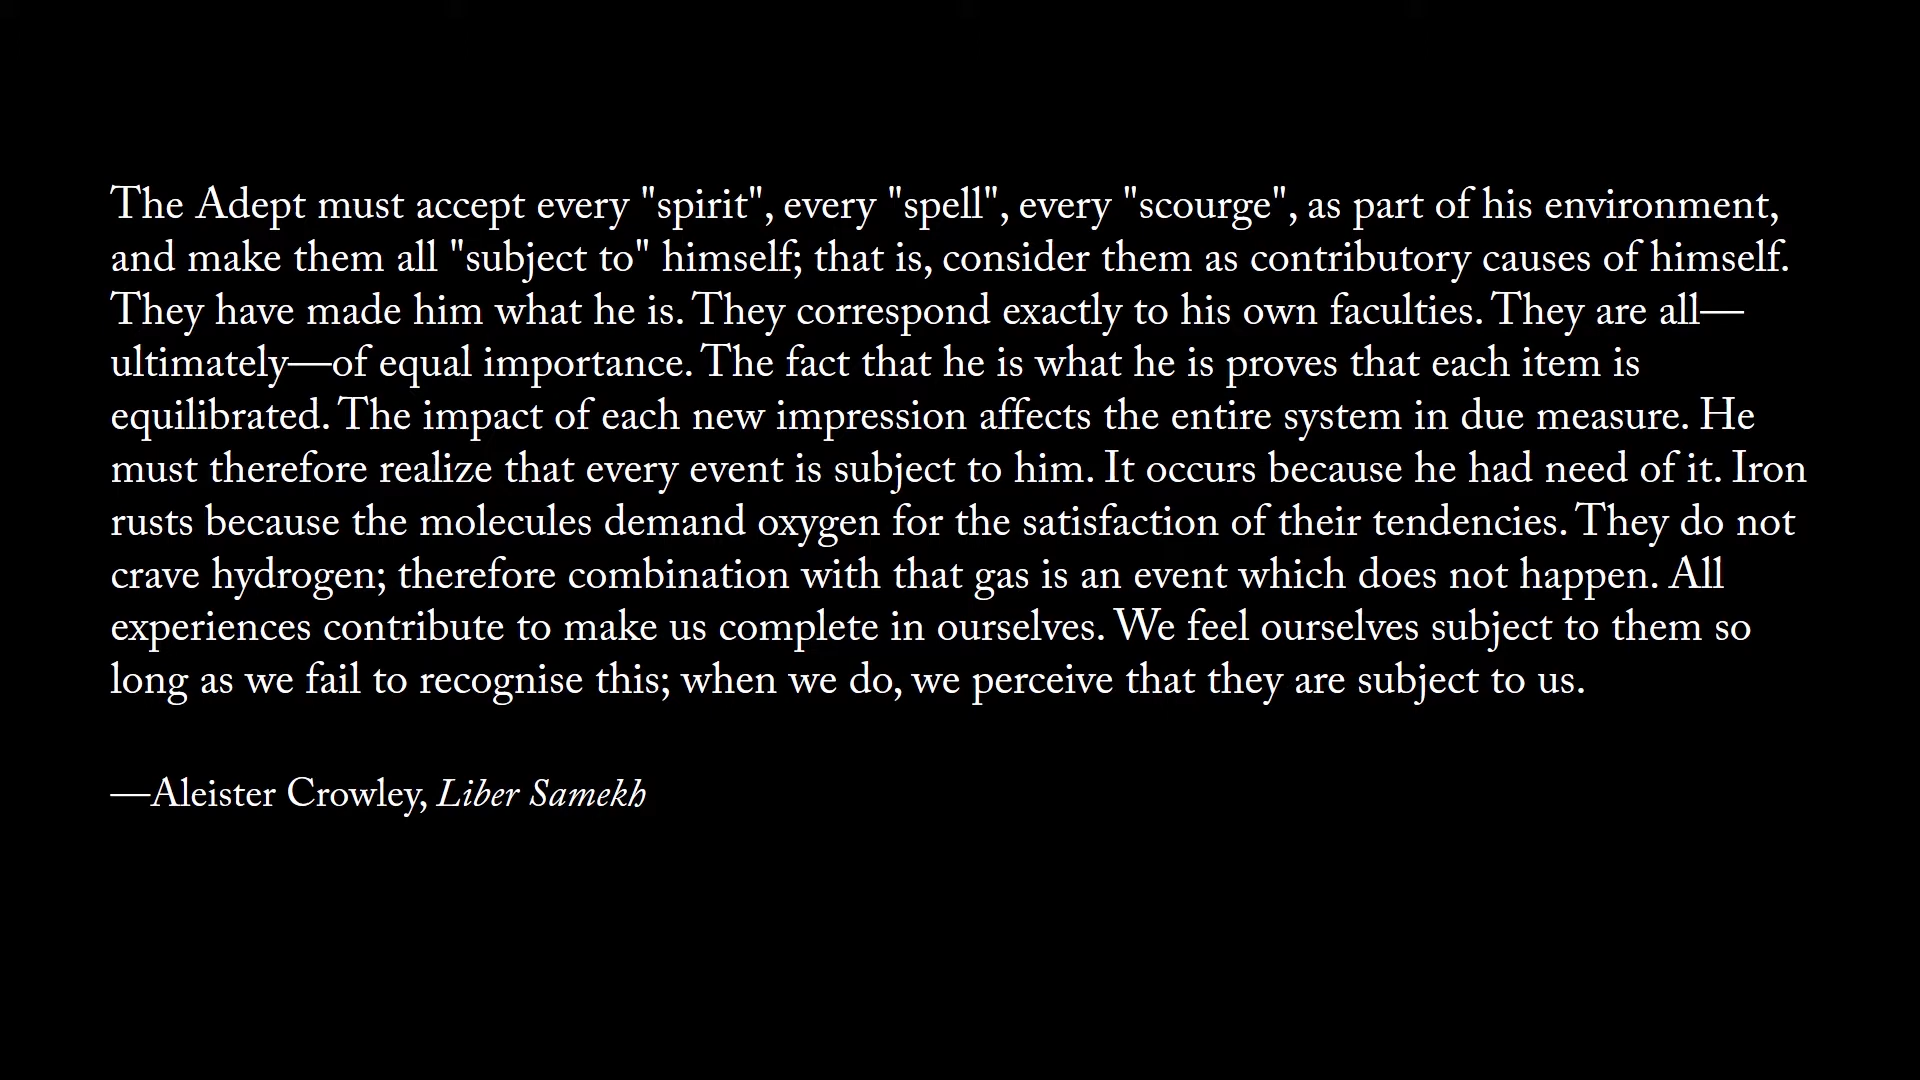 The Adept must accept every "spirit", every "spell", every "scourge", as part of his environment,
and make them all "subject to" himself; that is, consider them as contributory causes of himself.
They have made him what he is. They correspond exactly to his own faculties. They are all—
ultimately—of equal importance. The fact that he is what he is proves that each item is
equilibrated. The impact of each new impression affects the entire system in due measure. He
must therefore realize that every event is subject to him. It occurs because he had need of it. Iron
rusts because the molecules demand oxygen for the satisfaction of their tendencies. They do not
crave hydrogen; therefore combination with that gas is an event which does not happen. All
experiences contribute to make us complete in ourselves. We feel ourselves subject to them so
long as we fail to recognise this; when we do, we perceive that they are subject to us.
—Aleister Crowley, Liber Samekh